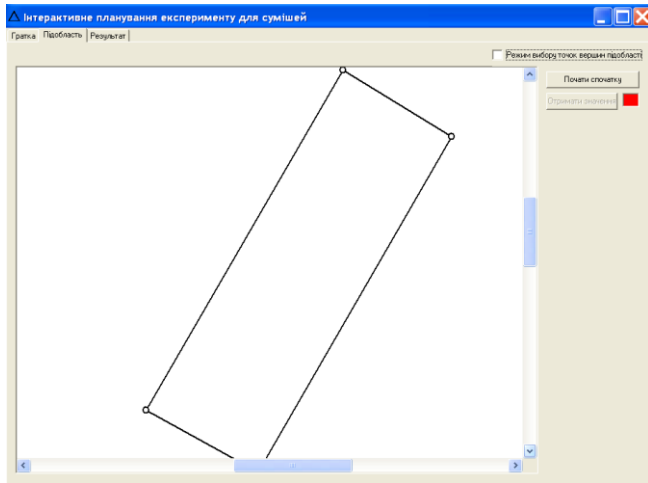 Інтерактивне планування експерименту для сумішей
Гратка Підобласть Результат
Режим вибору точок вершин підобласті
Почати спочатку
Отримати значення